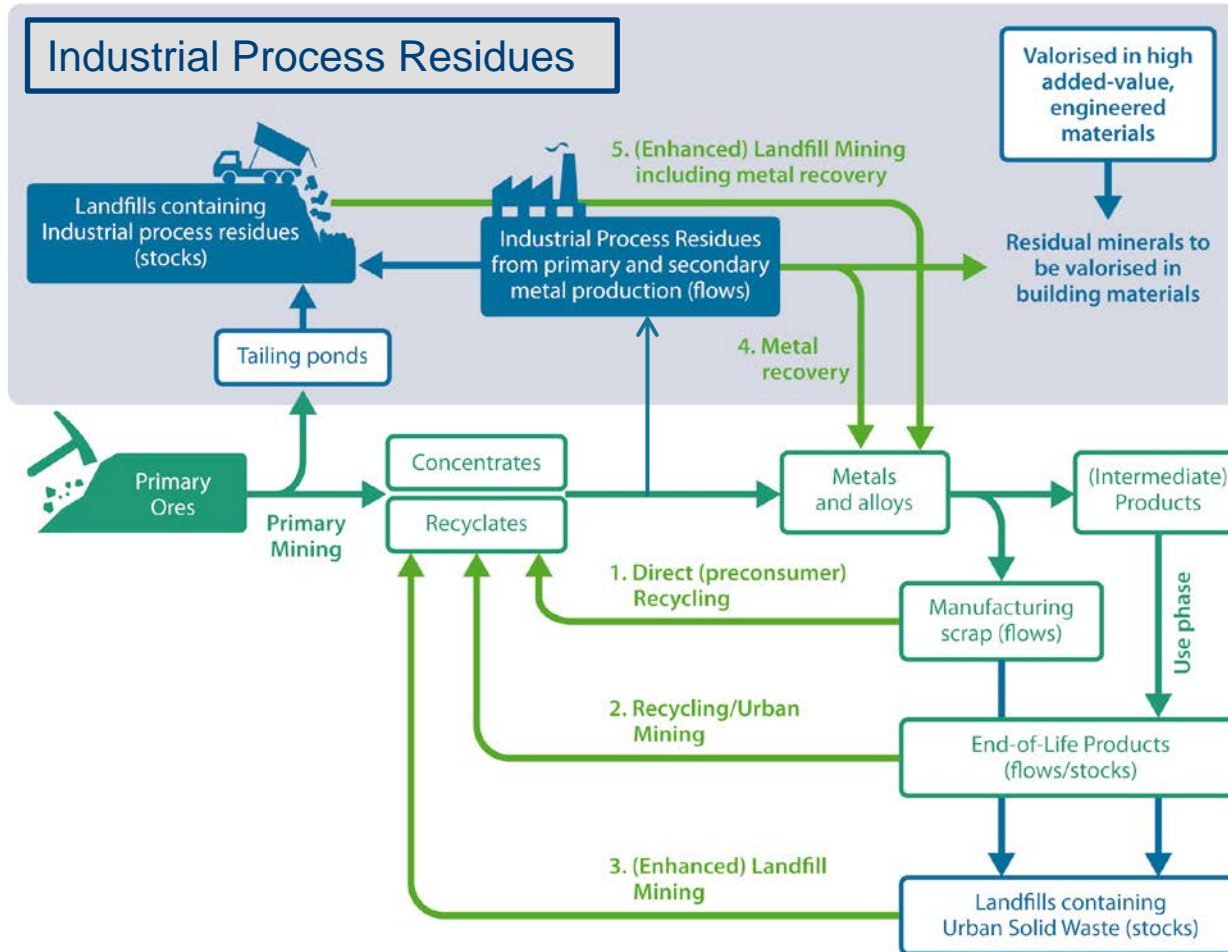 Industrial Process Residues
Valorised in high
added-value,
engineered
materials
5. (Enhanced) Landfill Mining
including metal recovery
Landfills containing
Industrial process residues
(stocks)
Industrial Process Residues
from primary and secondary
metal production (flows)
Residual minerals to
be valorised in
building materials
Tailing ponds
4. Metal
recovery
Primary
Ores
Primary
Mining
Concentrates
Recyclates
Metals
and alloys
(Intermediate)
Products
1. Direct (preconsumer)
Recycling
Manufacturing
scrap (flows)
Use phase
2. Recycling/Urban
Mining
End-of-Life Products
(flows/stocks)
3. (Enhanced) Landfill
Mining
Landfills containing
Urban Solid Waste (stocks)